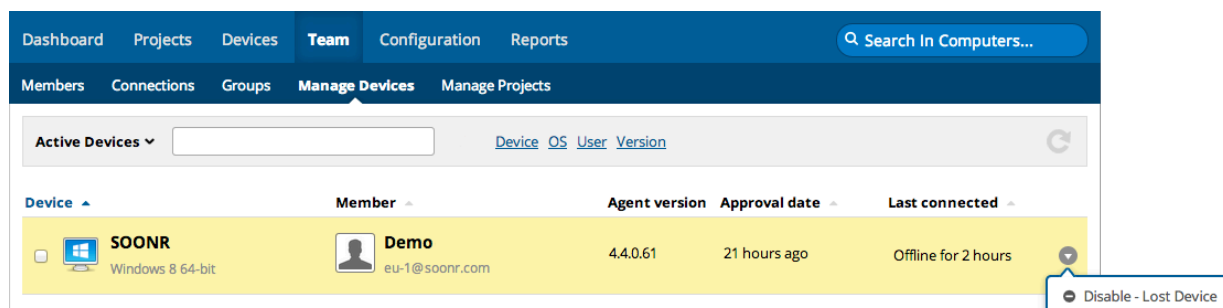 Dashboard Projects Devices Team Configuration Reports Search In Computers...
Members Connections Groups Manage Devices Manage Projects
Active Devices Device OS User Version
Device Member Agent version Approval date Last connected
SOONR Demo 4.4.0.61 21 hours ago Offline for 2 hours
Windows 8 64-bit eu-1@soonr.com
Disable - Lost Device